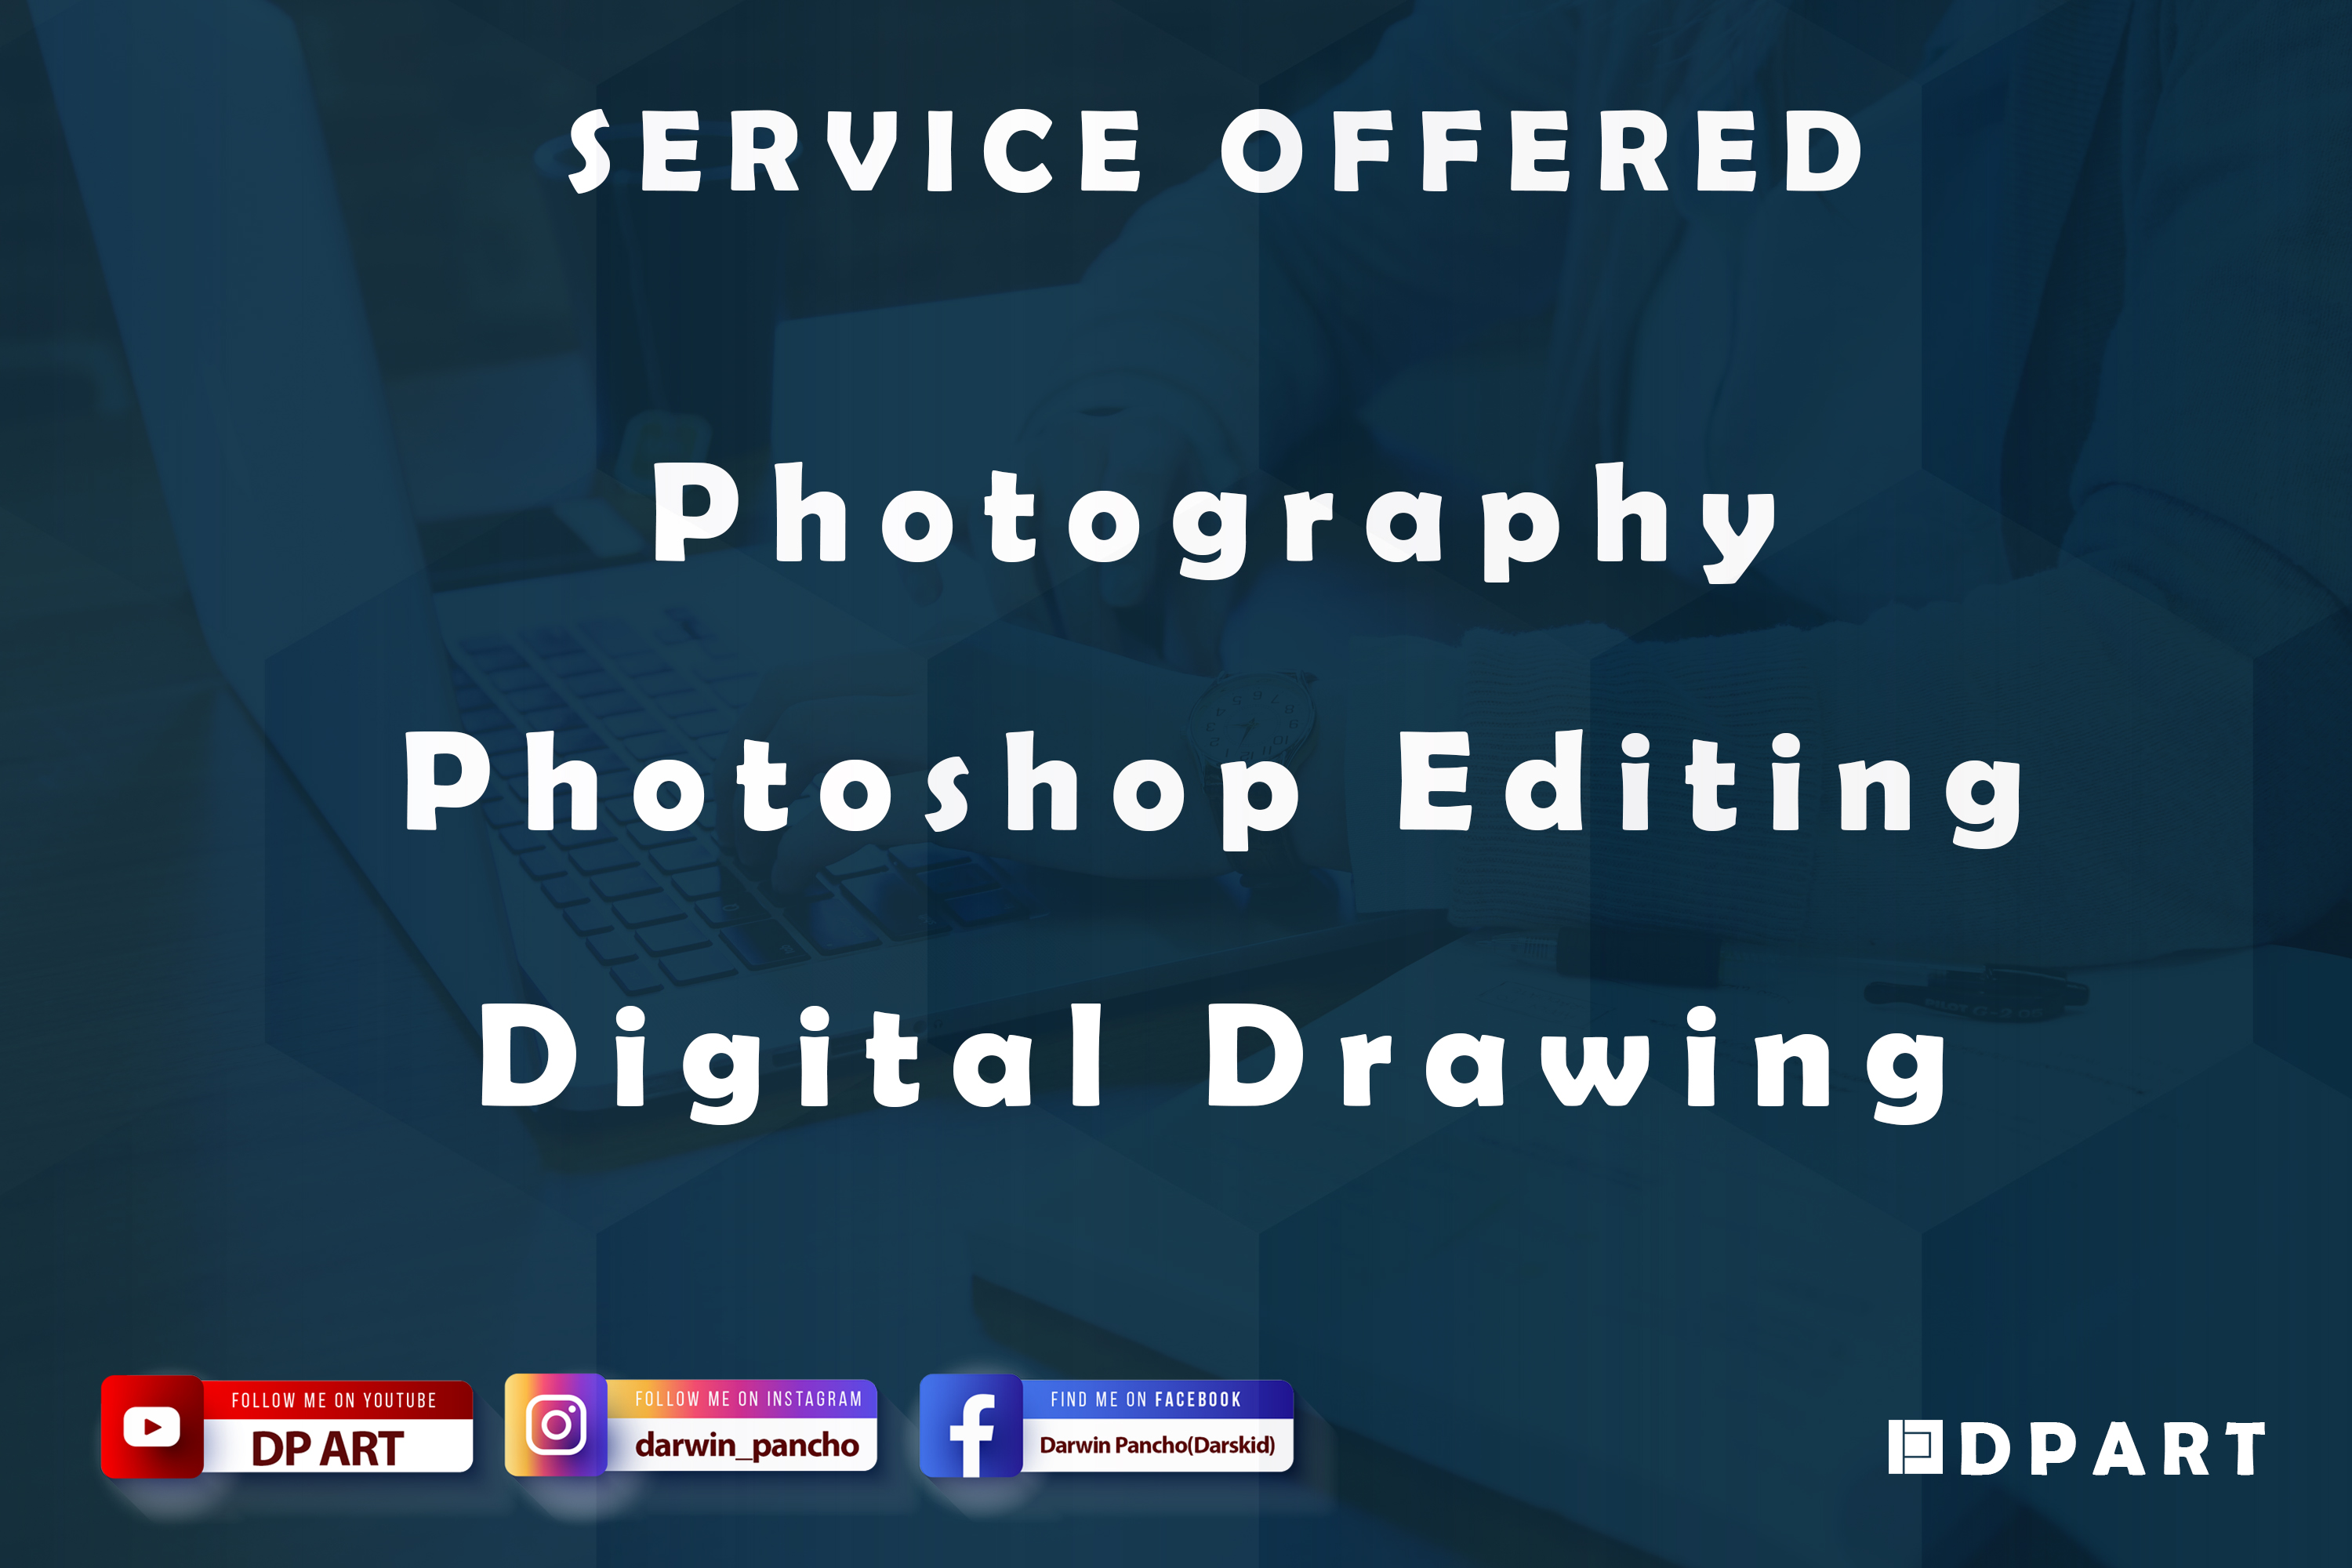 SERVICE OFFERED
Photography
Photoshop Editing
Digital Drawing
FOLLOW ME ON YOUTUBE
DP ART
FOLLOW ME ON INSTAGRAM
darwin_pancho
FIND ME ON FACEBOOK
Darwin Pancho(Darskid)
DPART